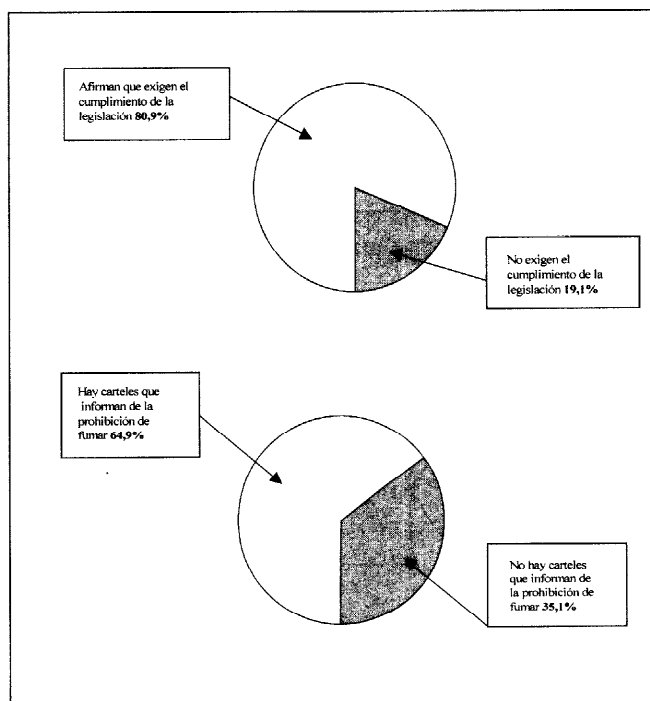 Afirman que exigen el
cumplimiento de la
legislación 80,9%
No exigen el
cumplimiento de la
legislación 19,1%
Hay carteles que
informan de la
prohibición de
fumar 64,9%
No hay carteles
que informan de
la prohibición de
fumar 35,1%